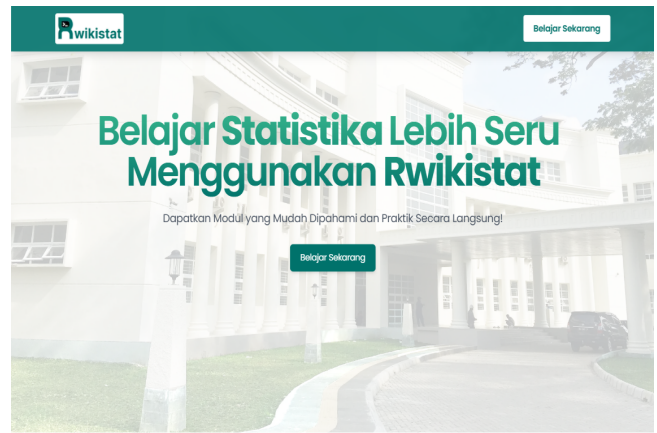 Rwikistat
Belajar Sekarang
Belajar Statistika Lebih Seru
Menggunakan Rwikistat
Dapatkan Modul yang Mudah Dipahami dan Praktik Secara Langsung!
Belajar Sekarang